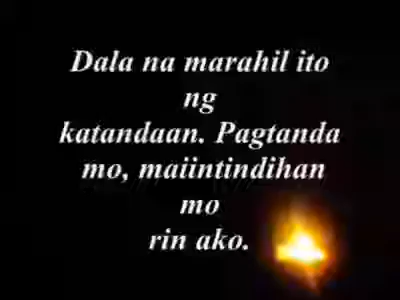 Dala na marahil ito
ng
katandaan. Pagtanda
mo, maiintindihan
mo
rin ako.